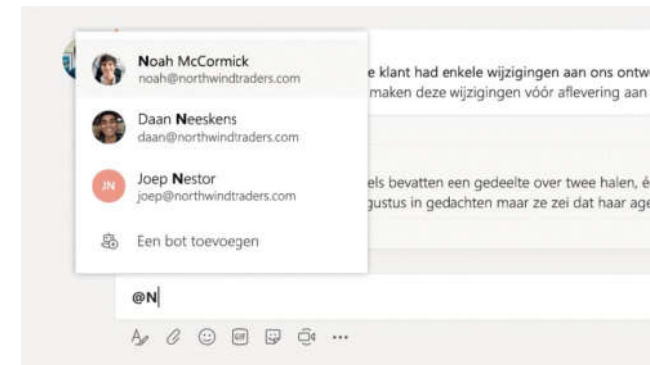 Noah McCormick
noah@northwindtraders.com
e klant had enkele wijzigingen aan ons ontw
maken deze wijzigingen vóór aflevering aan
Daan Neeskens
daan@northwindtraders.com
JN
Joep Nestor
joep@northwindtraders.com
els bevatten een gedeelte over twee halen, é
gustus in gedachten maar ze zei dat haar age
Een bot toevoegen
@N
GIF